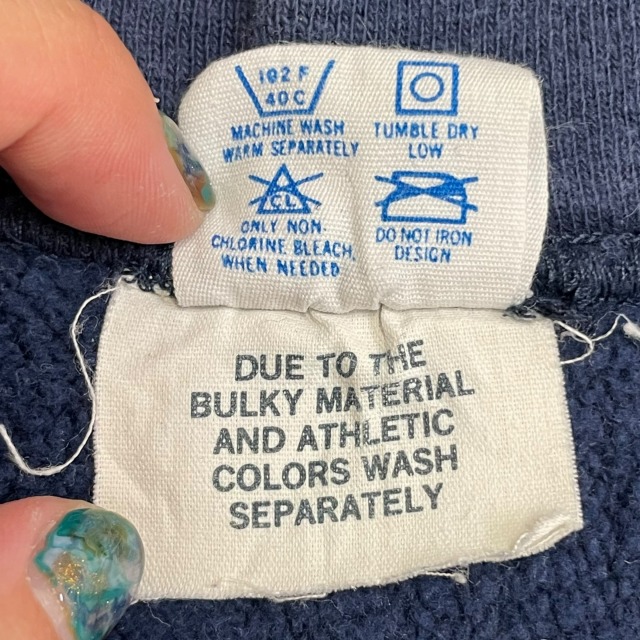 102 F
40 C
MACHINE WASH
WARM SEPARATELY
TUMBLE DRY
LOW
CL
ONLY NON-
CHLORINE BLEACH,
WHEN NEEDED
DO NOT IRON
DESIGN
DUE TO THE
BULKY MATERIAL
AND ATHLETIC
COLORS WASH
SEPARATELY